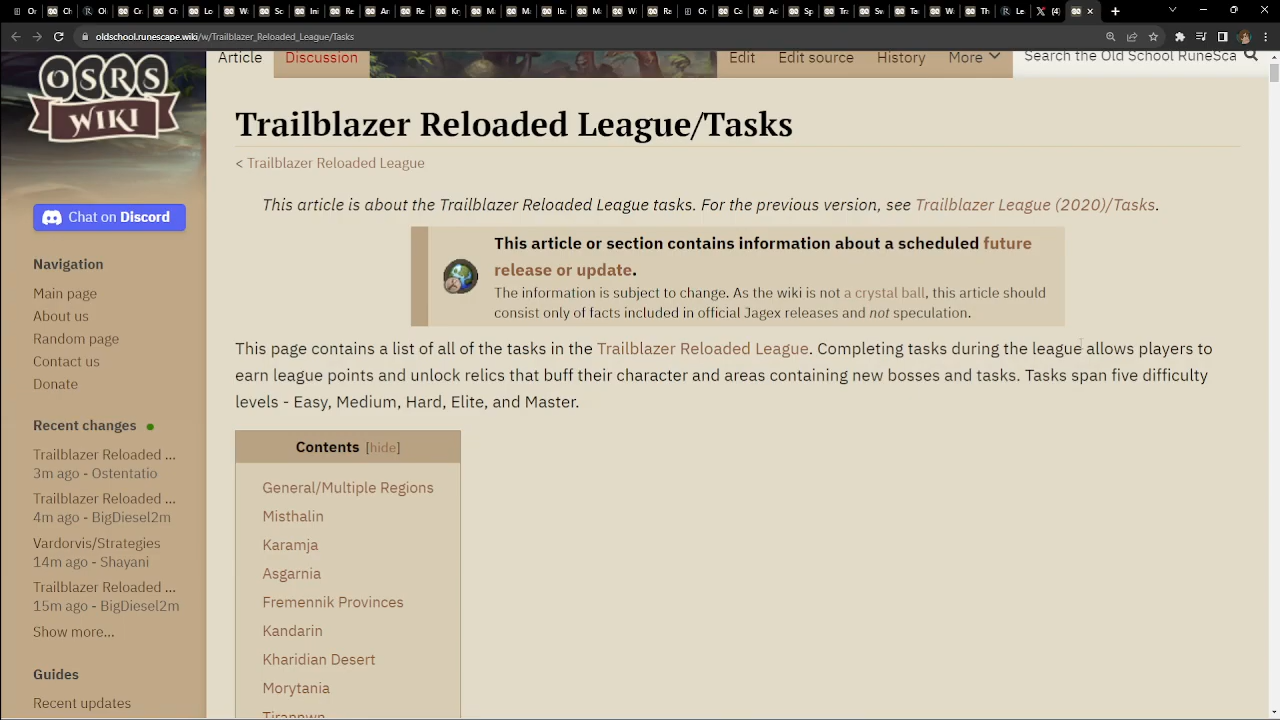 oldschool.runescape.wiki/w/Trailblazer_Reloaded_League/Tasks
OSRS
WIKI
Article
Discussion
Edit
Edit source
History
More
Search the Old School RuneSca
Trailblazer Reloaded League/Tasks
< Trailblazer Reloaded League
This article is about the Trailblazer Reloaded League tasks. For the previous version, see Trailblazer League (2020)/Tasks.
This article or section contains information about a scheduled future
release or update.
The information is subject to change. As the wiki is not a crystal ball, this article should
consist only of facts included in official Jagex releases and not speculation.
This page contains a list of all of the tasks in the Trailblazer Reloaded League. Completing tasks during the league allows players to
earn league points and unlock relics that buff their character and areas containing new bosses and tasks. Tasks span five difficulty
levels - Easy, Medium, Hard, Elite, and Master.
Contents [hide]
General/Multiple Regions
Misthalin
Karamja
Asgarnia
Fremennik Provinces
Kandarin
Kharidian Desert
Morytania
Tirannwn
Chat on Discord
Navigation
Main page
About us
Random page
Contact us
Donate
Recent changes
Trailblazer Reloaded ...
3m ago - Ostentatio
Trailblazer Reloaded ...
4m ago - BigDiesel2m
Vardorvis/Strategies
14m ago - Shayani
Trailblazer Reloaded ...
15m ago - BigDiesel2m
Show more...
Guides
Recent updates